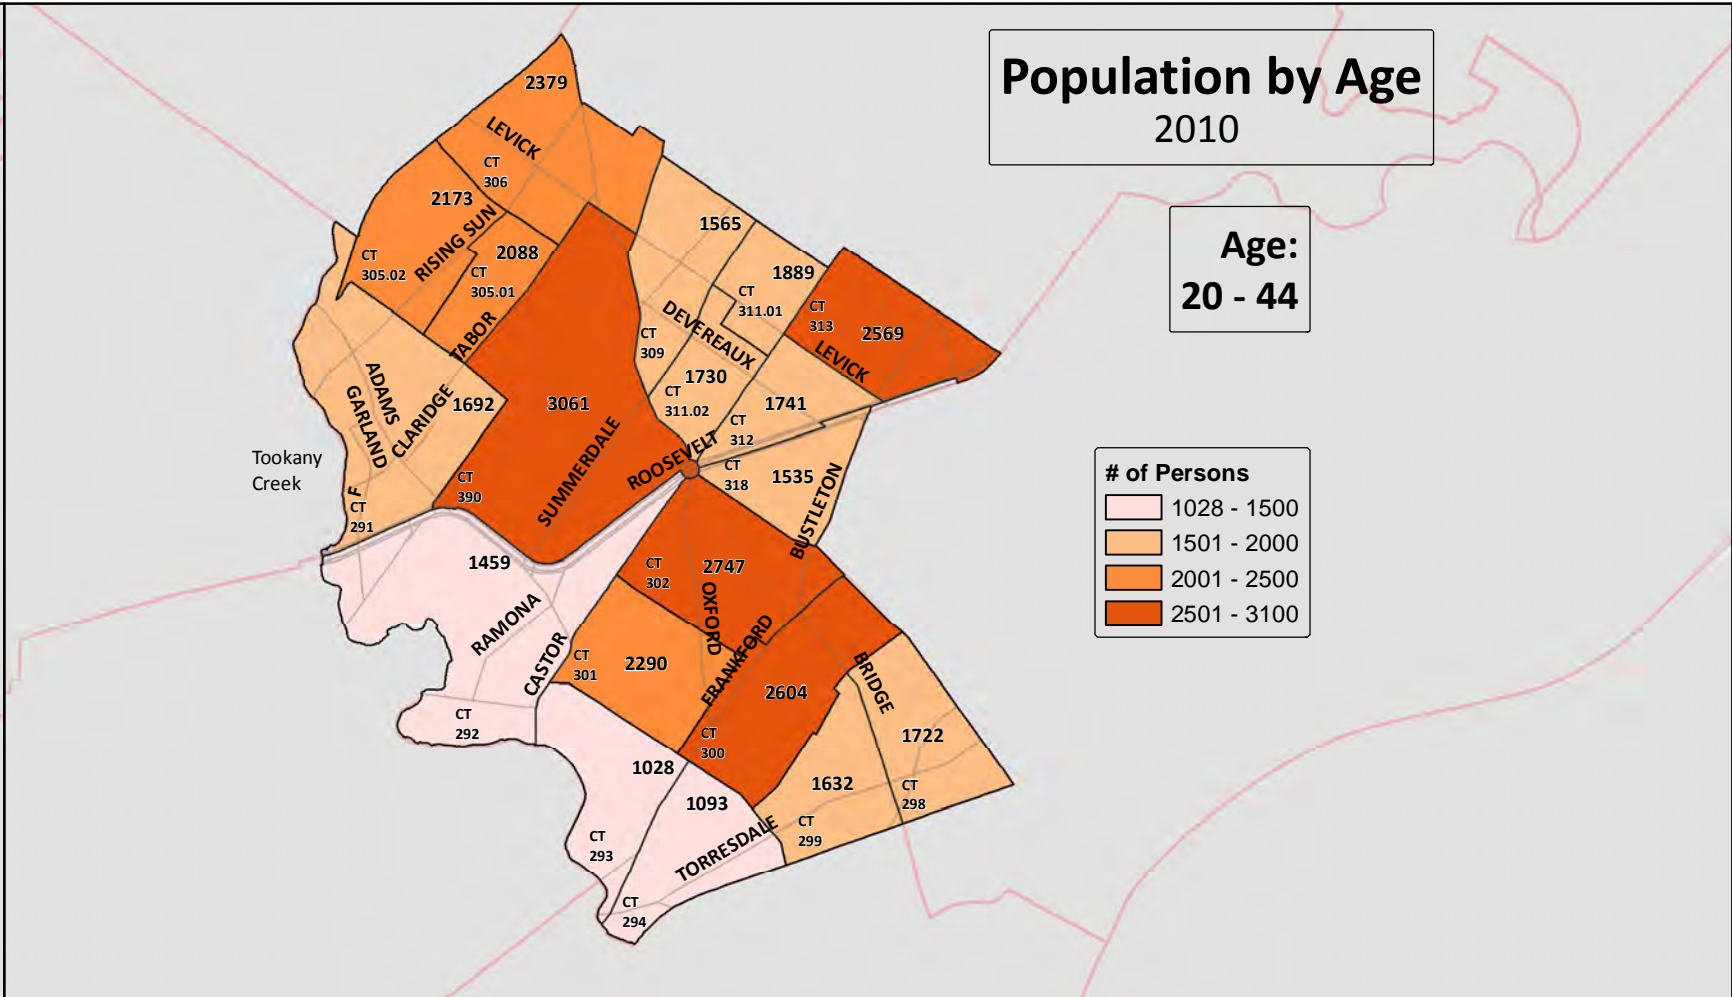 Population by Age
2010
Age:
20 - 44
# of Persons
1028 - 1500
1501 - 2000
2001 - 2500
2501 - 3100
2379
LEVICK
CT
306
2173
RISING SUN
CT
305.02
2088
CT
305.01
TABOR
1565
1889
CT
311.01
CT
313
2569
LEVICK
DEVEREAUX
CT
309
1730
CT
311.02
1741
CT
312
ADAMS
GARLAND
CLARIDGE
1692
3061
SUMMERDALE
ROOSEVELT
CT
318
1535
BUSTLETON
Tookany
Creek
F
CT
291
CT
390
1459
RAMONA
CASTOR
CT
292
CT
302
2747
OXFORD
FRANKFORD
CT
301
2290
2604
CT
300
BRIDGE
1722
CT
298
1632
CT
299
1028
CT
293
1093
TORRESDALE
CT
294